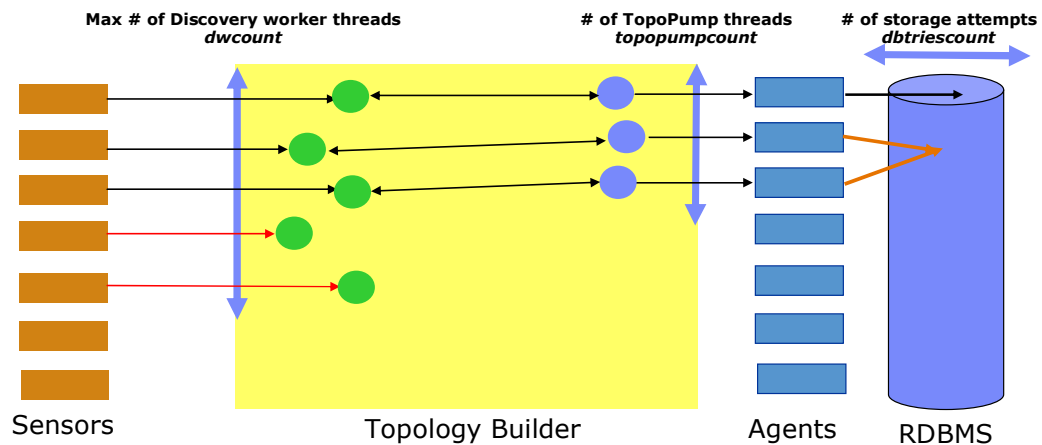 Max # of Discovery worker threads
dwcount
# of TopoPump threads
topopumpcount
# of storage attempts
dbtriescount
Sensors
Topology Builder
Agents
RDBMS